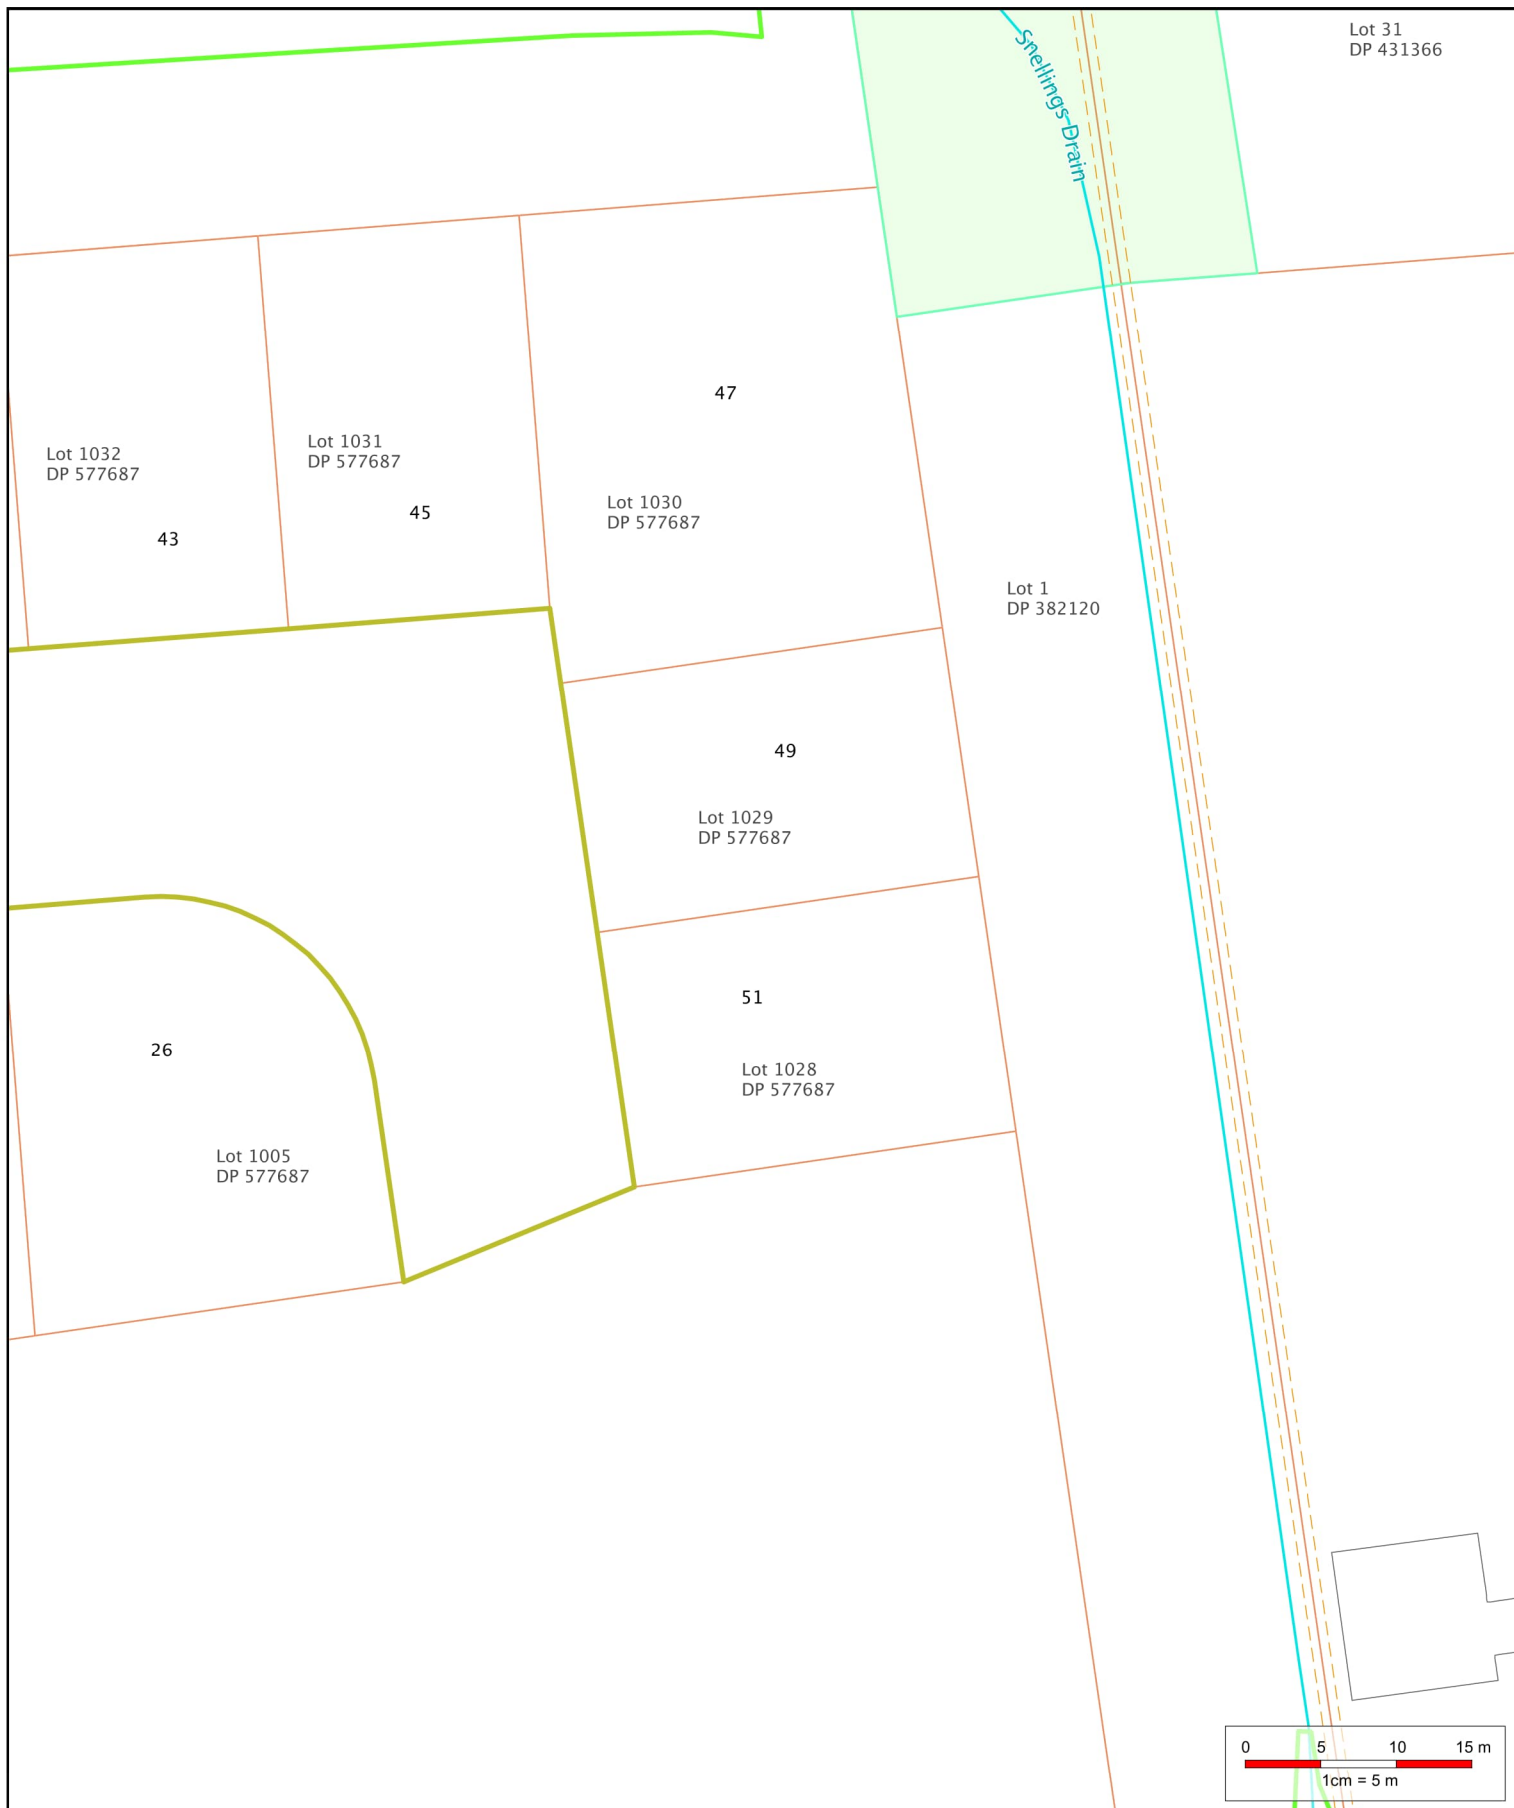 Lot 31
DP 431366
Snellings Drain
47
Lot 1032
DP 577687
43
Lot 1031
DP 577687
45
Lot 1030
DP 577687
Lot 1
DP 382120
49
Lot 1029
DP 577687
51
Lot 1028
DP 577687
26
Lot 1005
DP 577687
0 5 10 15 m
1cm = 5 m